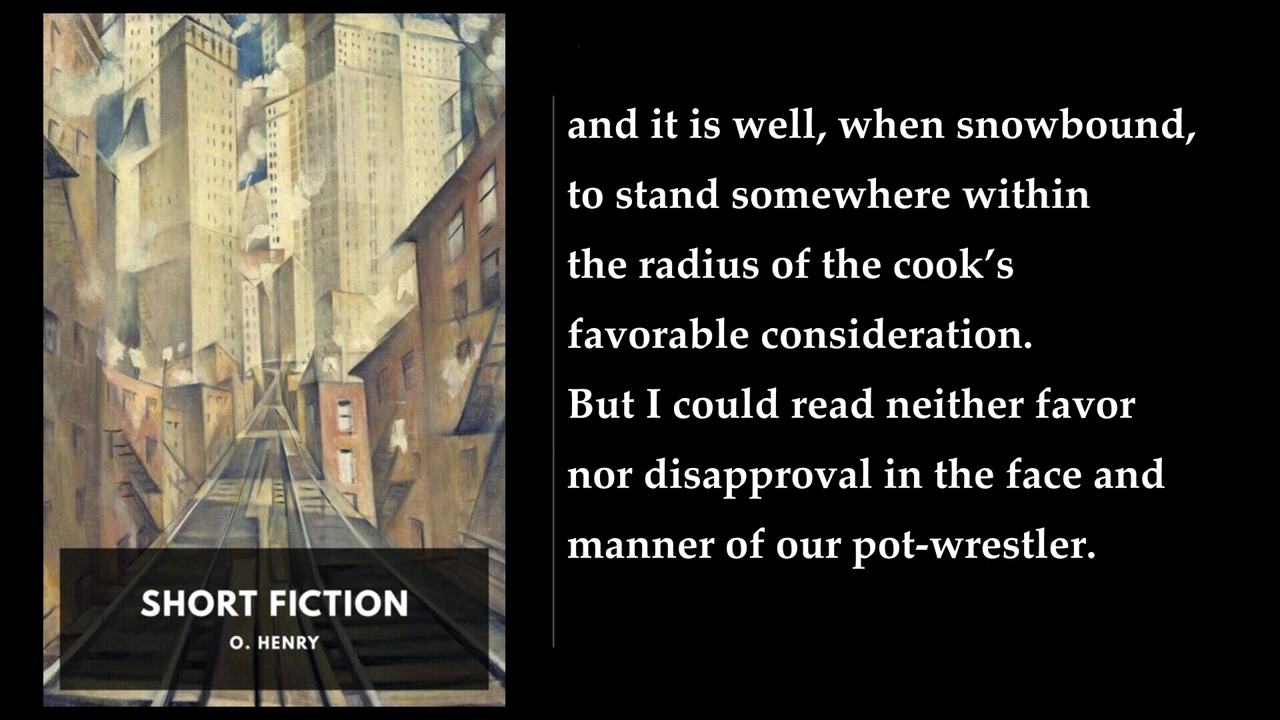 SHORT FICTION
O. HENRY
and it is well, when snowbound,
to stand somewhere within
the radius of the cook’s
favorable consideration.
But I could read neither favor
nor disapproval in the face and
manner of our pot-wrestler.